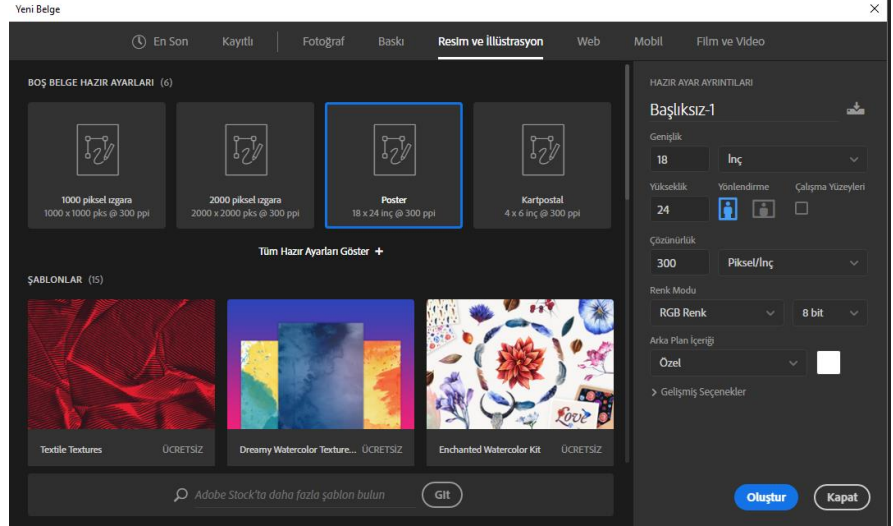 Yeni Belge
En Son
Kayıtlı
Fotoğraf
Baskı
Resim ve İllüstrasyon
Web
Mobil
Film ve Video
BOŞ BELGE HAZIR AYARLARI (6)
1000 piksel ızgara
1000 x 1000 pks @ 300 ppi
2000 piksel ızgara
2000 x 2000 pks @ 300 ppi
Poster
18 x 24 inç @ 300 ppi
Kartpostal
4 x 6 inç @ 300 ppi
Tüm Hazır Ayarları Göster +
ŞABLONLAR (15)
Love
Textile Textures ÜCRETSİZ
Dreamy Watercolor Texture... ÜCRETSİZ
Enchanted Watercolor Kit ÜCRETSİZ
Adobe Stock'ta daha fazla şablon bulun
Git
HAZIR AYAR AYRINTILARI
Başlıksız-1
Genişlik
18 İnç
Yükseklik Yönlendirme Çalışma Yüzeyleri
24
Çözünürlük
300 Piksel/İnç
Renk Modu
RGB Renk 8 bit
Arka Plan İçeriği
Özel
> Gelişmiş Seçenekler
Oluştur
Kapat